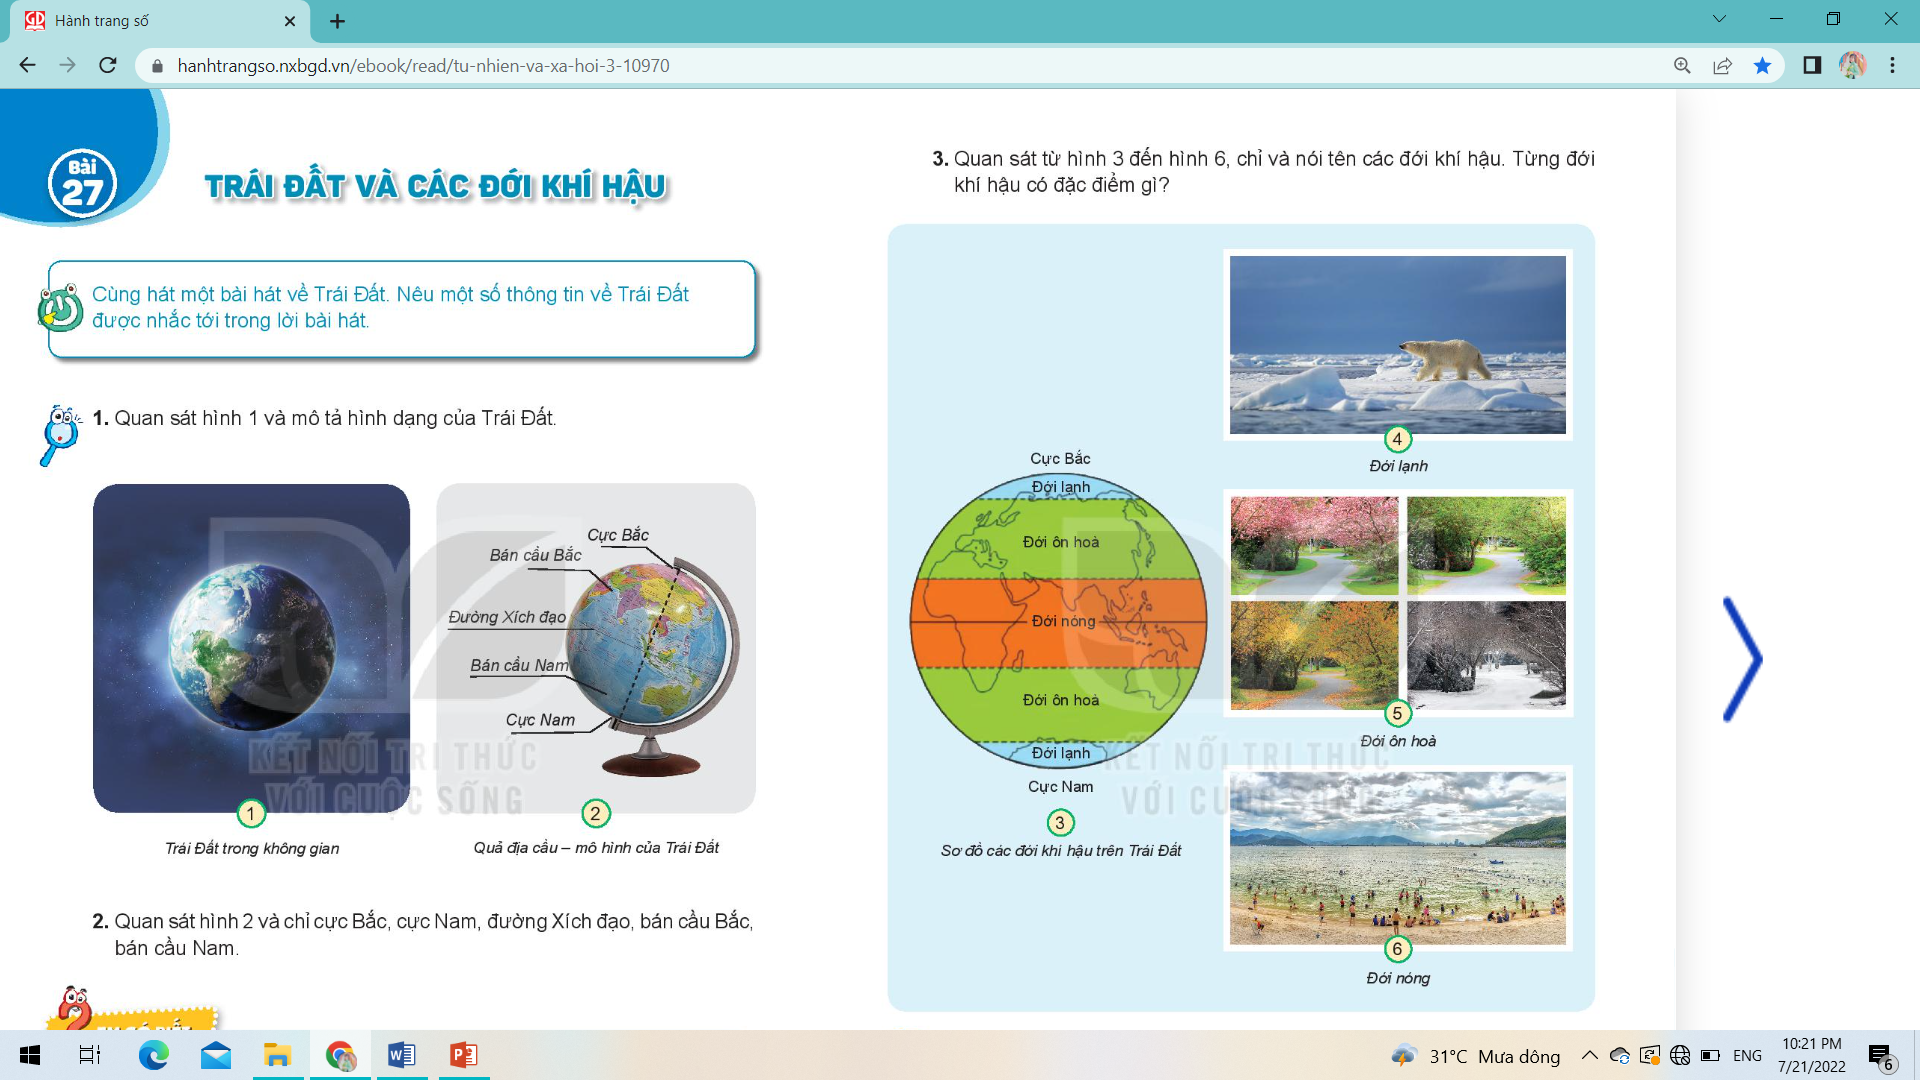 Hành trang số
hanhtrangso.nxbgd.vn/ebook/read/tu-nhien-va-xa-hoi-3-10970
Bài
27
TRÁI ĐẤT VÀ CÁC ĐỚI KHÍ HẬU
Cùng hát một bài hát về Trái Đất. Nêu một số thông tin về Trái Đất
được nhắc tới trong lời bài hát.
1. Quan sát hình 1 và mô tả hình dạng của Trái Đất.
Cực Bắc
Bán cầu Bắc
Đường Xích đạo
Bán cầu Nam
Cực Nam
KẾT NỐI TRI THỨC
VỚI CUỘC SỐNG
1
2
Trái Đất trong không gian
Quả địa cầu – mô hình của Trái Đất
2. Quan sát hình 2 và chỉ cực Bắc, cực Nam, đường Xích đạo, bán cầu Bắc,
bán cầu Nam.
3. Quan sát từ hình 3 đến hình 6, chỉ và nói tên các đới khí hậu. Từng đới
khí hậu có đặc điểm gì?
4
Đới lạnh
Cực Bắc
Đới lạnh
Đới ôn hoà
Đới nóng
Đới ôn hoà
Đới lạnh
Cực Nam
KẾT NỐI TRI THỨC
VỚI CUỘC SỐNG
3
Sơ đồ các đới khí hậu trên Trái Đất
5
Đới ôn hoà
6
Đới nóng
31°C Mưa dông
ENG
10:21 PM
7/21/2022
6